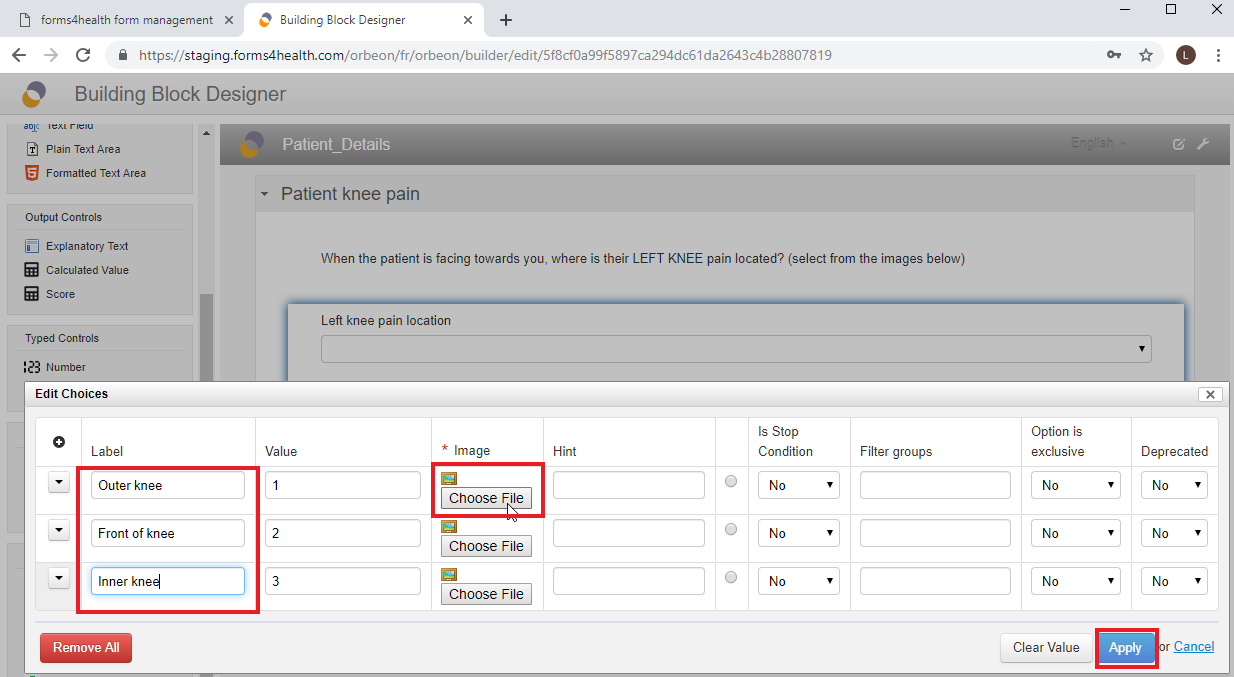 forms4health form management
Building Block Designer
https://staging.forms4health.com/orbeon/fr/orbeon/builder/edit/5f8cf0a99f5897ca294dc61da2643c4b28807819
L
Building Block Designer
Text Field
Plain Text Area
Formatted Text Area
Output Controls
Explanatory Text
Calculated Value
Score
Typed Controls
123 Number
Patient_Details
English
Patient knee pain
When the patient is facing towards you, where is their LEFT KNEE pain located? (select from the images below)
Left knee pain location
Edit Choices
Label Value * Image Hint Is Stop Condition Filter groups Option is exclusive Deprecated
Outer knee 1 Choose File No No No
Front of knee 2 Choose File No No No
Inner knee 3 Choose File No No No
Remove All Clear Value Apply or Cancel